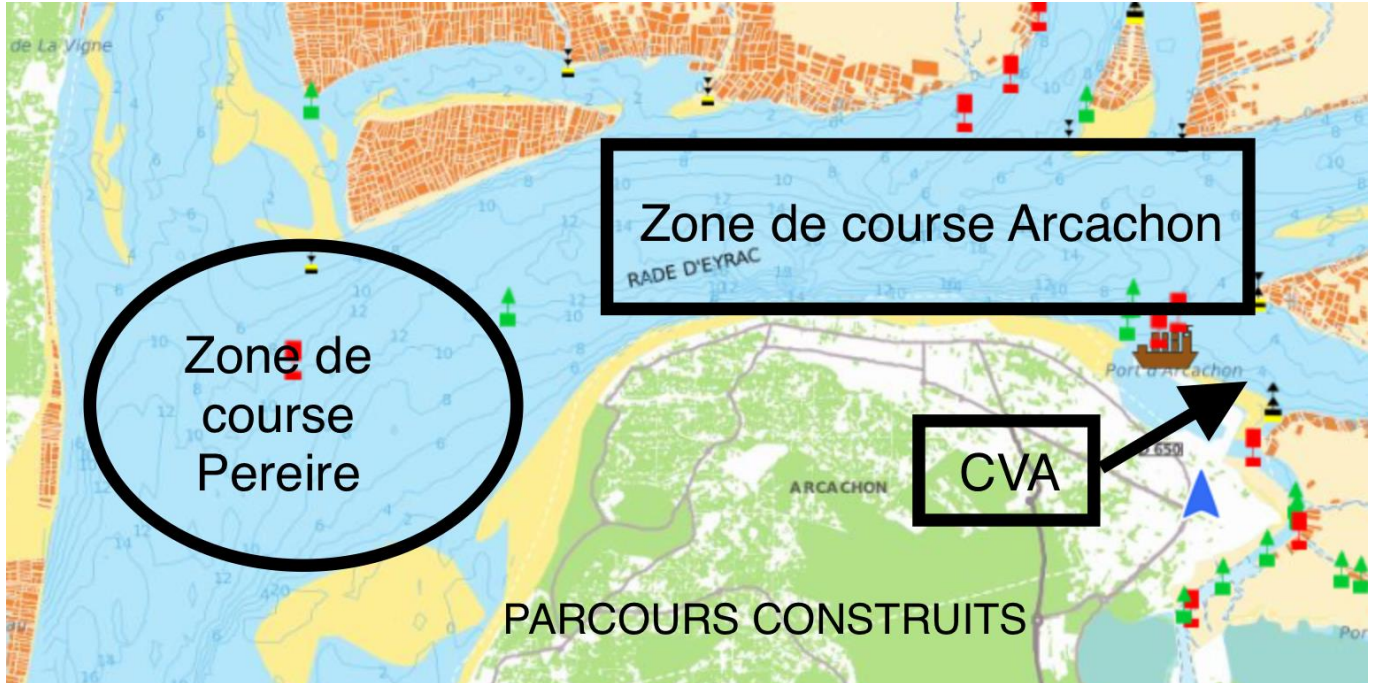 de La Vigne
Zone de course Arcachon
RADE D'EYRAC
Zone de
course
Pereire
Port d'Arcachon
CVA
D 650
ARCACHON
PARCOURS CONSTRUITS